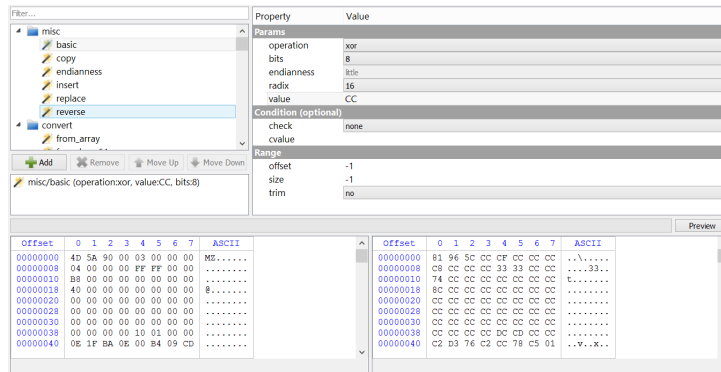 Filter...
misc
basic
copy
endianness
insert
replace
reverse
convert
from_array
Add Remove Move Up Move Down
misc/basic (operation:xor, value:CC, bits:8)
Property Value
Params
operation xor
bits 8
endianness little
radix 16
value CC
Condition (optional)
check none
cvalue
Range
offset -1
size -1
trim no
Preview
Offset 0 1 2 3 4 5 6 7 ASCII
00000000 4D 5A 90 00 03 00 00 00 MZ......
00000008 04 00 00 00 FF FF 00 00 ........
00000010 B8 00 00 00 00 00 00 00 ........
00000018 40 00 00 00 00 00 00 00 @.......
00000020 00 00 00 00 00 00 00 00 ........
00000028 00 00 00 00 00 00 00 00 ........
00000030 00 00 00 00 00 00 00 00 ........
00000038 00 00 00 00 10 01 00 00 ........
00000040 0E 1F BA 0E 00 B4 09 CD ........
Offset 0 1 2 3 4 5 6 7 ASCII
00000000 81 96 5C CC CF CC CC CC ..\.....
00000008 C8 CC CC CC 33 33 CC CC ....33..
00000010 74 CC CC CC CC CC CC CC t.......
00000018 8C CC CC CC CC CC CC CC ........
00000020 CC CC CC CC CC CC CC CC ........
00000028 CC CC CC CC CC CC CC CC ........
00000030 CC CC CC CC CC CC CC CC ........
00000038 CC CC CC CC DC CD CC CC ........
00000040 C2 D3 76 C2 CC 78 C5 01 ..v..x..